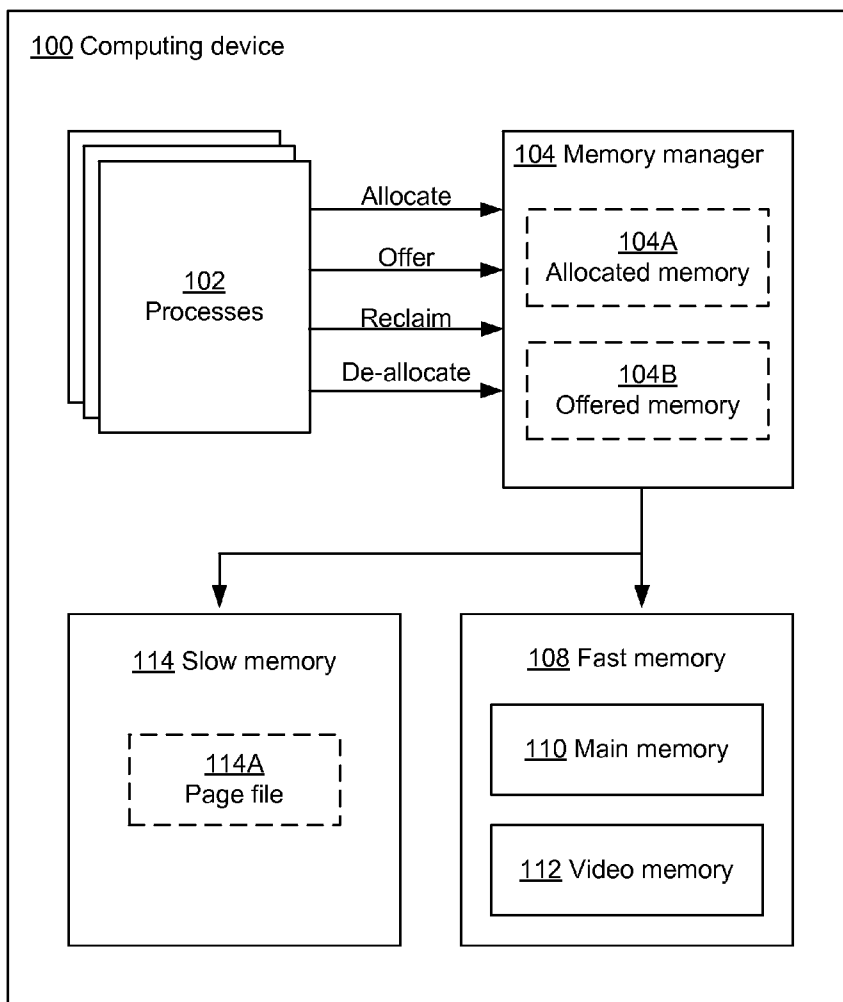 100 Computing device
102
Processes
Allocate
Offer
Reclaim
De-allocate
104 Memory manager
104A
Allocated memory
104B
Offered memory
114 Slow memory
114A
Page file
108 Fast memory
110 Main memory
112 Video memory